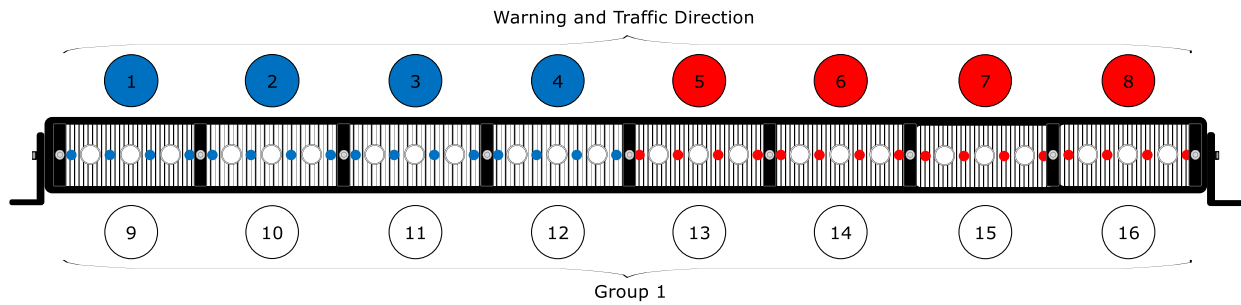 Warning and Traffic Direction
1 2 3 4 5 6 7 8
9 10 11 12 13 14 15 16
Group 1